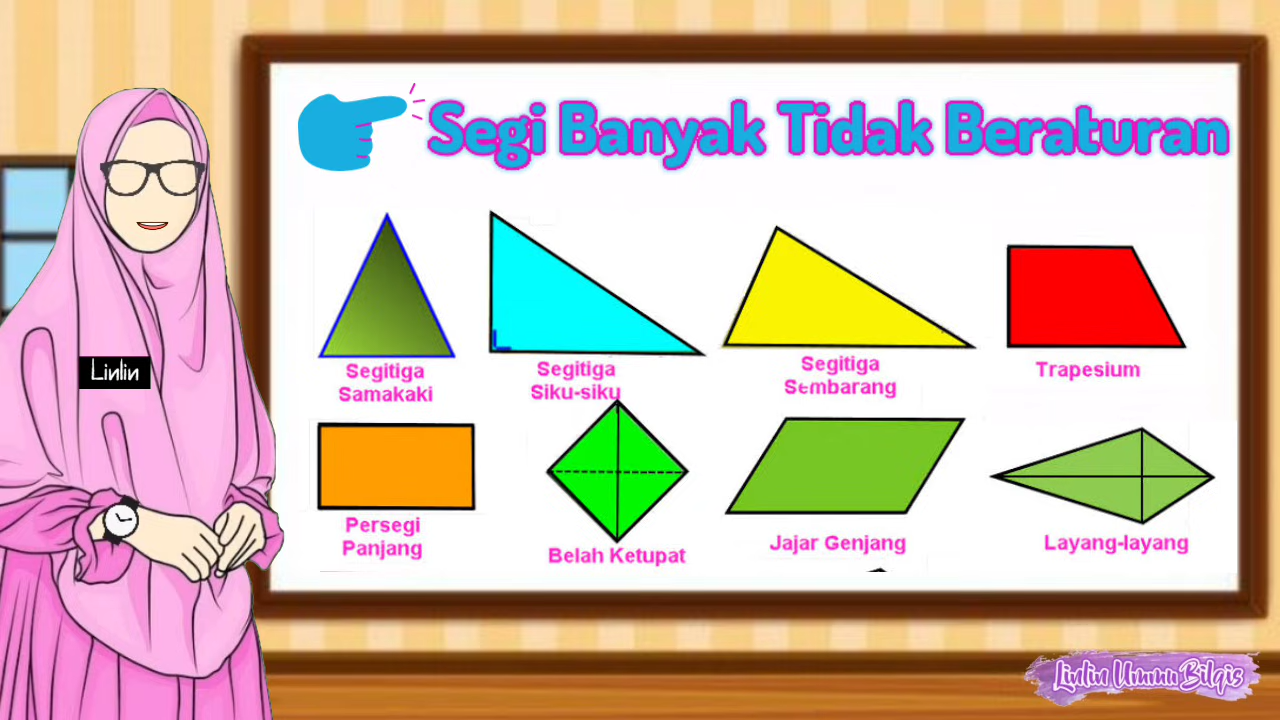 Segi Banyak Tidak Beraturan
Linlin
Segitiga
Samakaki
Segitiga
Siku-siku
Segitiga
Sembarang
Trapesium
Persegi
Panjang
Belah Ketupat
Jajar Genjang
Layang-layang
Linlin Ummu Bilqis